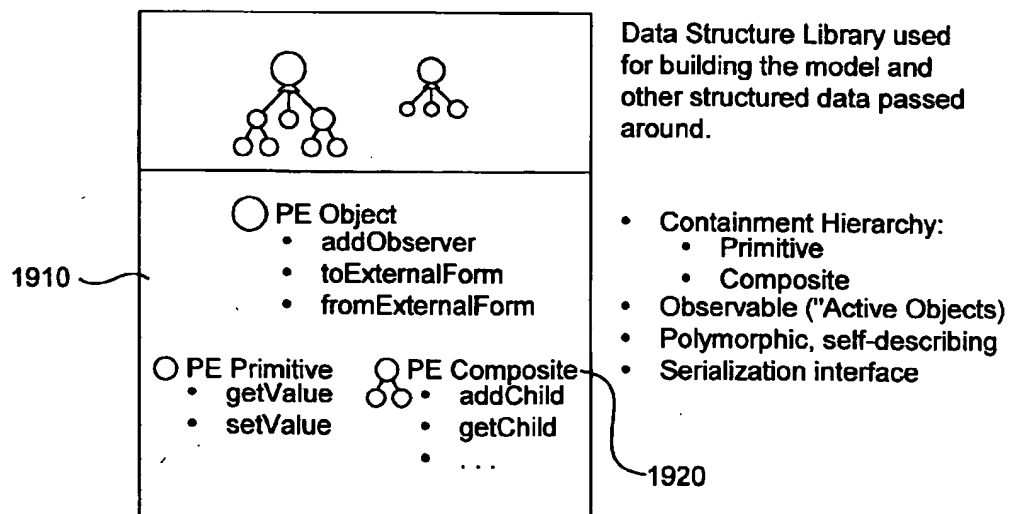 Data Structure Library used
for building the model and
other structured data passed
around.
PE Object
• addObserver
• toExternalForm
• fromExternalForm
1910
PE Primitive
• getValue
• setValue
PE Composite
• addChild
• getChild
• . . .
1920
• Containment Hierarchy:
• Primitive
• Composite
• Observable ("Active Objects)
• Polymorphic, self-describing
• Serialization interface